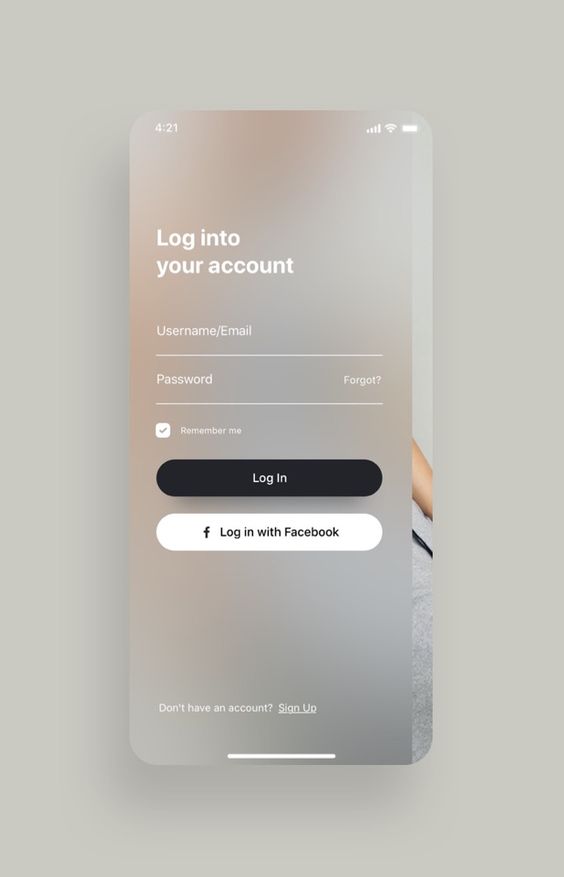 4:21
Log into
your account
Username/Email
Password Forgot?
Remember me
Log In
Log in with Facebook
Don't have an account? Sign Up